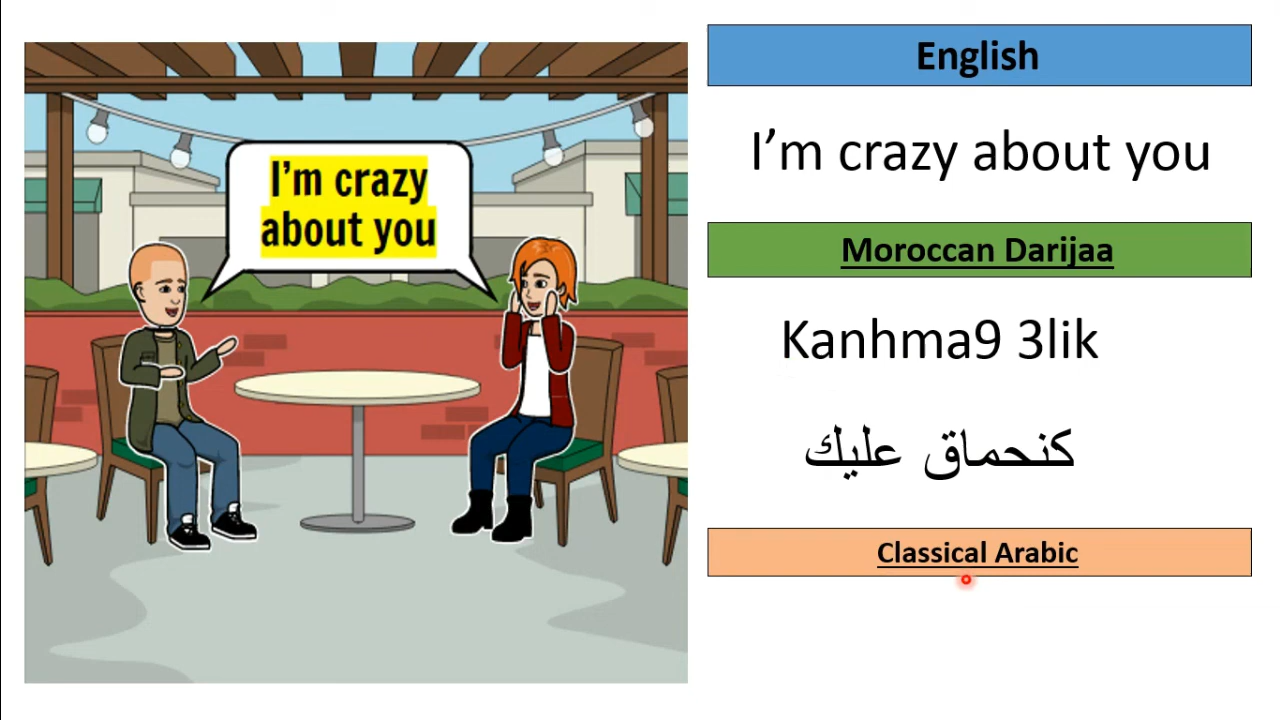 I'm crazy
about you
English
I'm crazy about you
Moroccan Darijaa
Kanhma9 3lik
كنحماق عليك
Classical Arabic